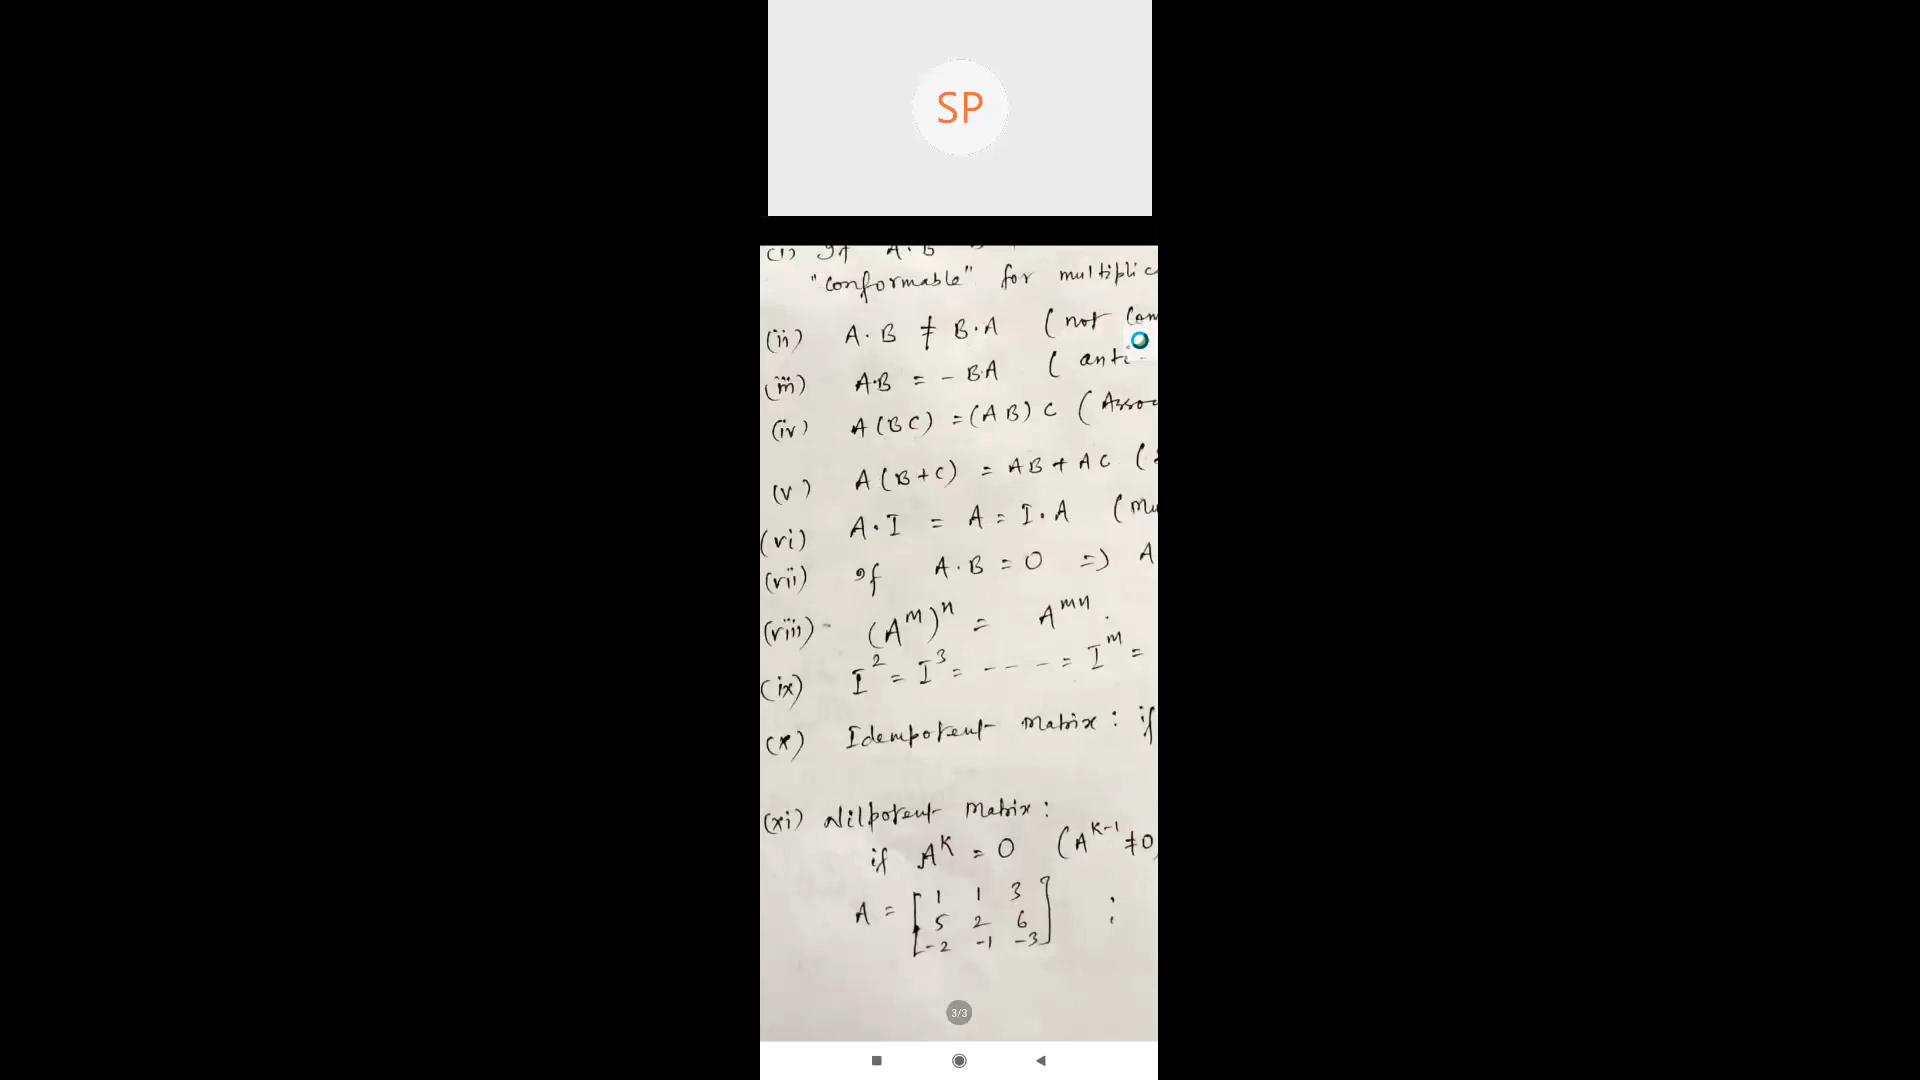 SP
(i) If A·B
"conformable" for multiplic
(ii) A·B ≠ B·A (not Com
(iii) A·B = - B·A (anti-
(iv) A(BC) = (AB)C (Asso
(v) A(B+C) = AB + AC (
(vi) A·I = A = I·A (Mu
(vii) If A·B = 0 => A
(viii) (A^m)^n = A^mn.
(ix) I^2 = I^3 = ---- = I^m =
(x) Idempotent matrix : if
(xi) Nilpotent Matrix :
if A^K = 0 (A^K-1 ≠ 0
A = [ 1 1 3 ;
5 2 6
-2 -1 -3 ]
3/3